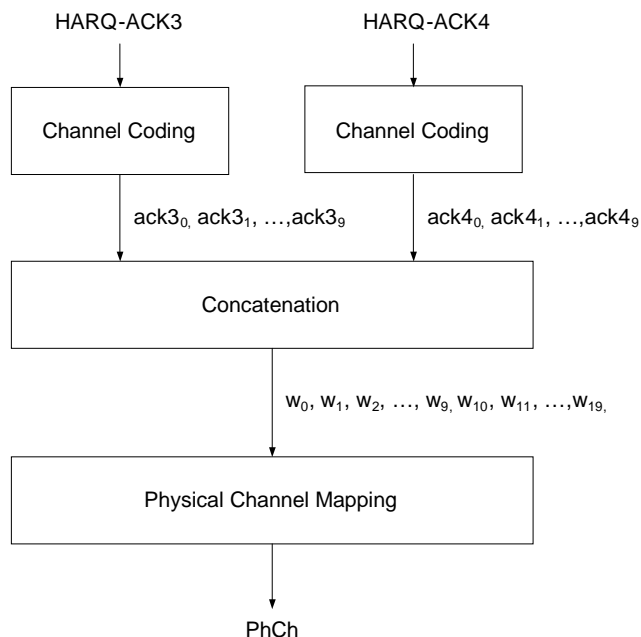 HARQ-ACK3 HARQ-ACK4
Channel Coding Channel Coding
ack3₀, ack3₁, …,ack3₉ ack4₀, ack4₁, …,ack4₉
Concatenation
w₀, w₁, w₂, …, w₉, w₁₀, w₁₁, …,w₁₉,
Physical Channel Mapping
PhCh